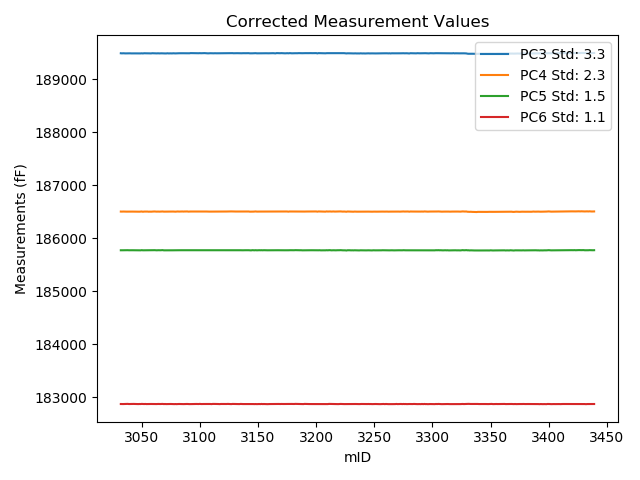 Corrected Measurement Values
PC3 Std: 3.3
PC4 Std: 2.3
PC5 Std: 1.5
PC6 Std: 1.1
Measurements (fF)
189000
188000
187000
186000
185000
184000
183000
3050 3100 3150 3200 3250 3300 3350 3400 3450
mID